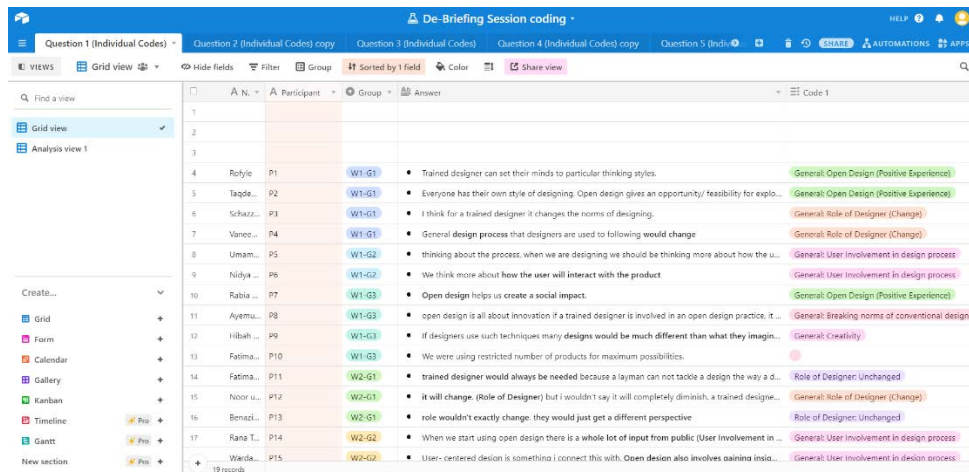 De-Briefing Session coding
HELP
Question 1 (Individual Codes)
Question 2 (Individual Codes) copy
Question 3 (Individual Codes)
Question 4 (Individual Codes) copy
Question 5 (Indiv
SHARE
AUTOMATIONS
APPS
VIEWS
Grid view
Hide fields
Filter
Group
Sorted by 1 field
Color
Share view
Find a view
Grid view
Analysis view 1
Create...
Grid +
Form +
Calendar +
Gallery +
Kanban +
Timeline Pro +
Gantt Pro +
New section Pro +
N. Participant Group Answer Code 1
1
2
3
4 Rofyle P1 W1-G1 Trained designer can set their minds to particular thinking styles. General: Open Design (Positive Experience)
5 Taqde... P2 W1-G1 Everyone has their own style of designing. Open design gives an opportunity/ feasibility for explo... General: Open Design (Positive Experience)
6 Schazz... P3 W1-G1 I think for a trained designer it changes the norms of designing. General: Role of Designer (Change)
7 Vanee... P4 W1-G1 General design process that designers are used to following would change General: Role of Designer (Change)
8 Umam... P5 W1-G2 thinking about the process, when we are designing we should be thinking more about how the u... General: User Involvement in design process
9 Nidya ... P6 W1-G2 We think more about how the user will interact with the product General: User Involvement in design process
10 Rabia ... P7 W1-G3 Open design helps us create a social impact. General: Open Design (Positive Experience)
11 Ayemu... P8 W1-G3 open design is all about innovation if a trained designer is involved in an open design practice, it ... General: Breaking norms of conventional design
12 Hibah ... P9 W1-G3 If designers use such techniques many designs would be much different than what they imagin... General: Creativity
13 Fatima... P10 W1-G3 We were using restricted number of products for maximum possibilities.
14 Fatima... P11 W2-G1 trained designer would always be needed because a layman can not tackle a design the way a d... Role of Designer: Unchanged
15 Noor u... P12 W2-G1 it will change. (Role of Designer) but i wouldn't say it will completely diminish. a trained designe... General: Role of Designer (Change)
16 Benazi... P13 W2-G1 role wouldn't exactly change. they would just get a different perspective Role of Designer: Unchanged
17 Rana T... P14 W2-G2 When we start using open design there is a whole lot of input from public (User Involvement in ... General: User Involvement in design process
Warda... P15 W2-G2 User- centered design is something i connect this with. Open design also involves gaining insig... General: User Involvement in design process
+ 19 records